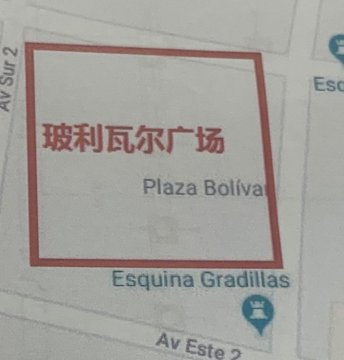 Av Sur 2
Esq
玻利瓦尔广场
Plaza Bolívar
Esquina Gradillas
Av Este 2